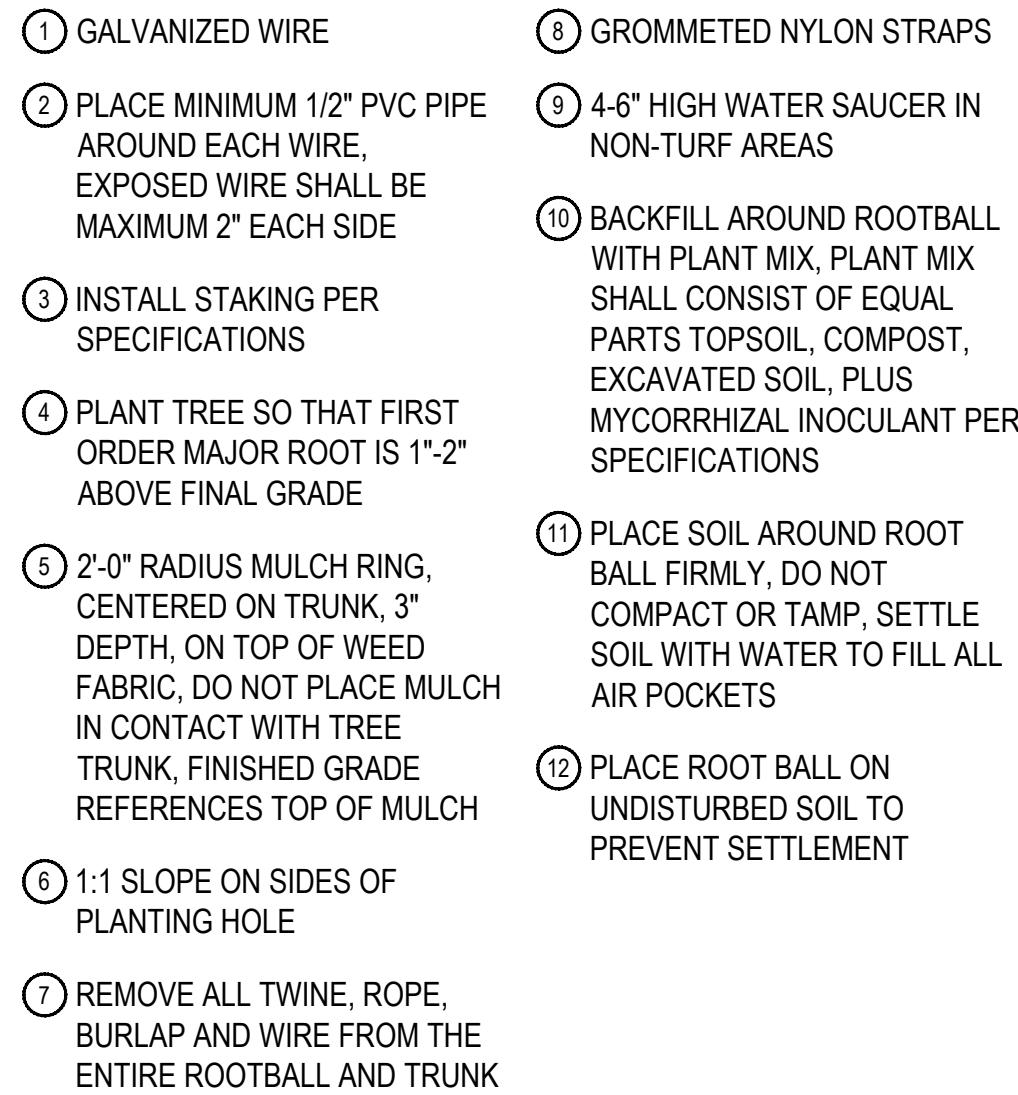 1 GALVANIZED WIRE
2 PLACE MINIMUM 1/2" PVC PIPE
AROUND EACH WIRE,
EXPOSED WIRE SHALL BE
MAXIMUM 2" EACH SIDE
3 INSTALL STAKING PER
SPECIFICATIONS
4 PLANT TREE SO THAT FIRST
ORDER MAJOR ROOT IS 1"-2"
ABOVE FINAL GRADE
5 2'-0" RADIUS MULCH RING,
CENTERED ON TRUNK, 3"
DEPTH, ON TOP OF WEED
FABRIC, DO NOT PLACE MULCH
IN CONTACT WITH TREE
TRUNK, FINISHED GRADE
REFERENCES TOP OF MULCH
6 1:1 SLOPE ON SIDES OF
PLANTING HOLE
7 REMOVE ALL TWINE, ROPE,
BURLAP AND WIRE FROM THE
ENTIRE ROOTBALL AND TRUNK
8 GROMMETED NYLON STRAPS
9 4-6" HIGH WATER SAUCER IN
NON-TURF AREAS
10 BACKFILL AROUND ROOTBALL
WITH PLANT MIX, PLANT MIX
SHALL CONSIST OF EQUAL
PARTS TOPSOIL, COMPOST,
EXCAVATED SOIL, PLUS
MYCORRHIZAL INOCULANT PER
SPECIFICATIONS
11 PLACE SOIL AROUND ROOT
BALL FIRMLY, DO NOT
COMPACT OR TAMP, SETTLE
SOIL WITH WATER TO FILL ALL
AIR POCKETS
12 PLACE ROOT BALL ON
UNDISTURBED SOIL TO
PREVENT SETTLEMENT